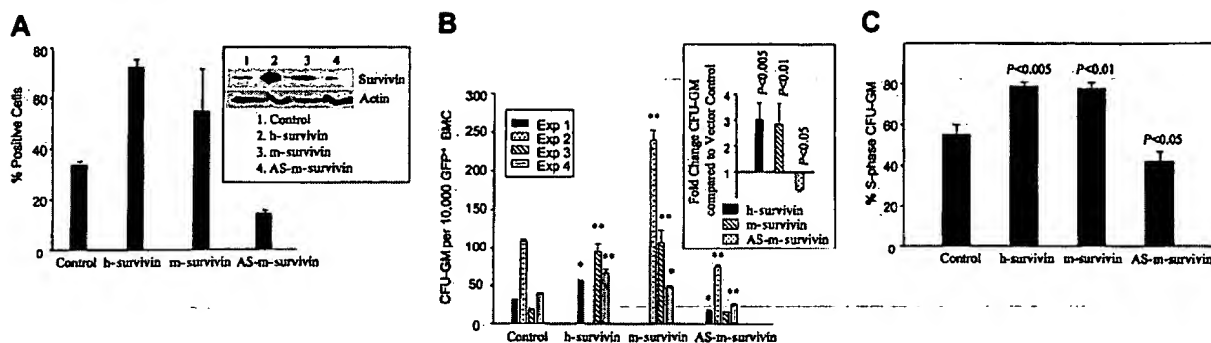 A
80
60
40
20
0
% Positive Cells
1 2 3 4
Survivin
Actin
1. Control
2. h-survivin
3. m-survivin
4. AS-m-survivin
Control h-survivin m-survivin AS-m-survivin
B
300
250
200
150
100
50
0
CFU-GM per 10,000 GFP+ BMC
Exp 1
Exp 2
Exp 3
Exp 4
* ** ** ** ** * * ** **
Fold Change CFU-GM
compared to Vector Control
4
3
2
1
P<0.005
P<0.01
P<0.05
h-survivin
m-survivin
AS-m-survivin
Control h-survivin m-survivin AS-m-survivin
C
80
60
40
20
0
% S-phase CFU-GM
P<0.005 P<0.01
P<0.05
Control h-survivin m-survivin AS-m-survivin